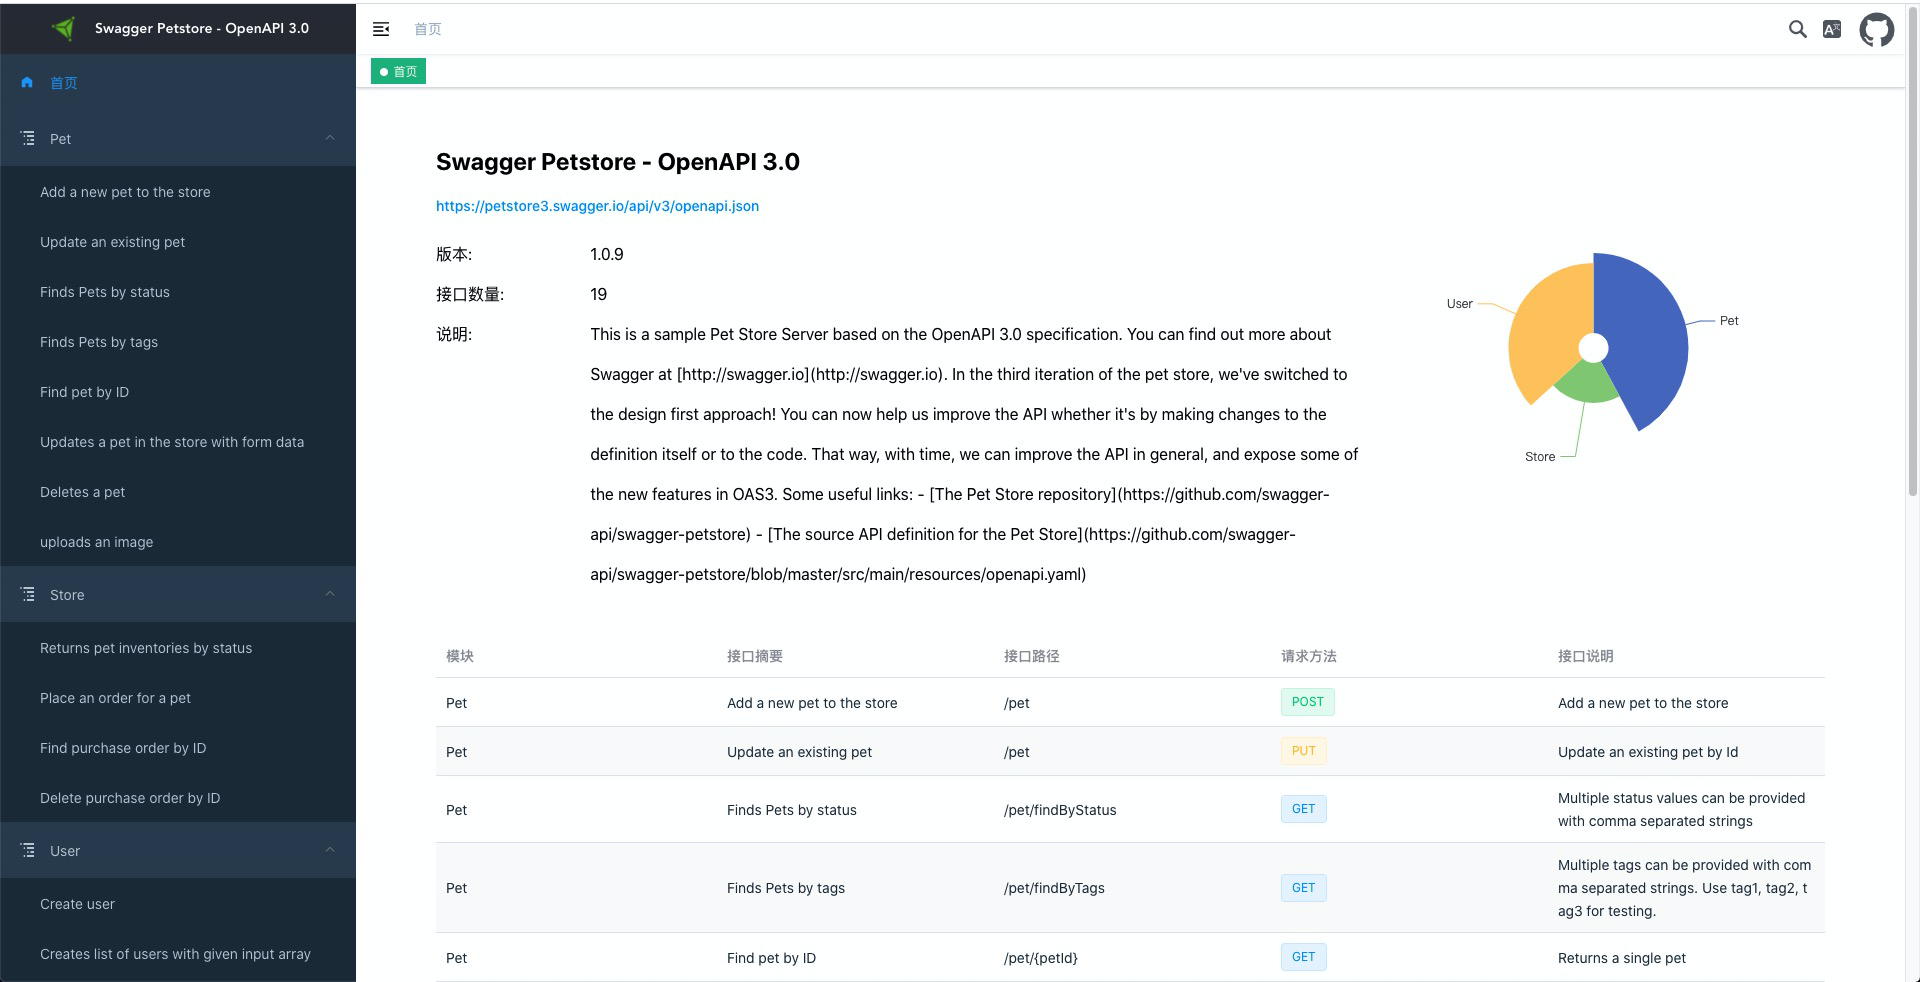 Swagger Petstore - OpenAPI 3.0
首页
首页
首页
Pet
Add a new pet to the store
Update an existing pet
Finds Pets by status
Finds Pets by tags
Find pet by ID
Updates a pet in the store with form data
Deletes a pet
uploads an image
Store
Returns pet inventories by status
Place an order for a pet
Find purchase order by ID
Delete purchase order by ID
User
Create user
Creates list of users with given input array
Swagger Petstore - OpenAPI 3.0
https://petstore3.swagger.io/api/v3/openapi.json
版本: 1.0.9
接口数量: 19
说明: This is a sample Pet Store Server based on the OpenAPI 3.0 specification. You can find out more about
Swagger at [http://swagger.io](http://swagger.io). In the third iteration of the pet store, we've switched to
the design first approach! You can now help us improve the API whether it's by making changes to the
definition itself or to the code. That way, with time, we can improve the API in general, and expose some of
the new features in OAS3. Some useful links: - [The Pet Store repository](https://github.com/swagger-
api/swagger-petstore) - [The source API definition for the Pet Store](https://github.com/swagger-
api/swagger-petstore/blob/master/src/main/resources/openapi.yaml)
User
Pet
Store
模块 接口摘要 接口路径 请求方法 接口说明
Pet Add a new pet to the store /pet POST Add a new pet to the store
Pet Update an existing pet /pet PUT Update an existing pet by Id
Pet Finds Pets by status /pet/findByStatus GET Multiple status values can be provided
with comma separated strings
Pet Finds Pets by tags /pet/findByTags GET Multiple tags can be provided with com
ma separated strings. Use tag1, tag2, t
ag3 for testing.
Pet Find pet by ID /pet/{petId} GET Returns a single pet